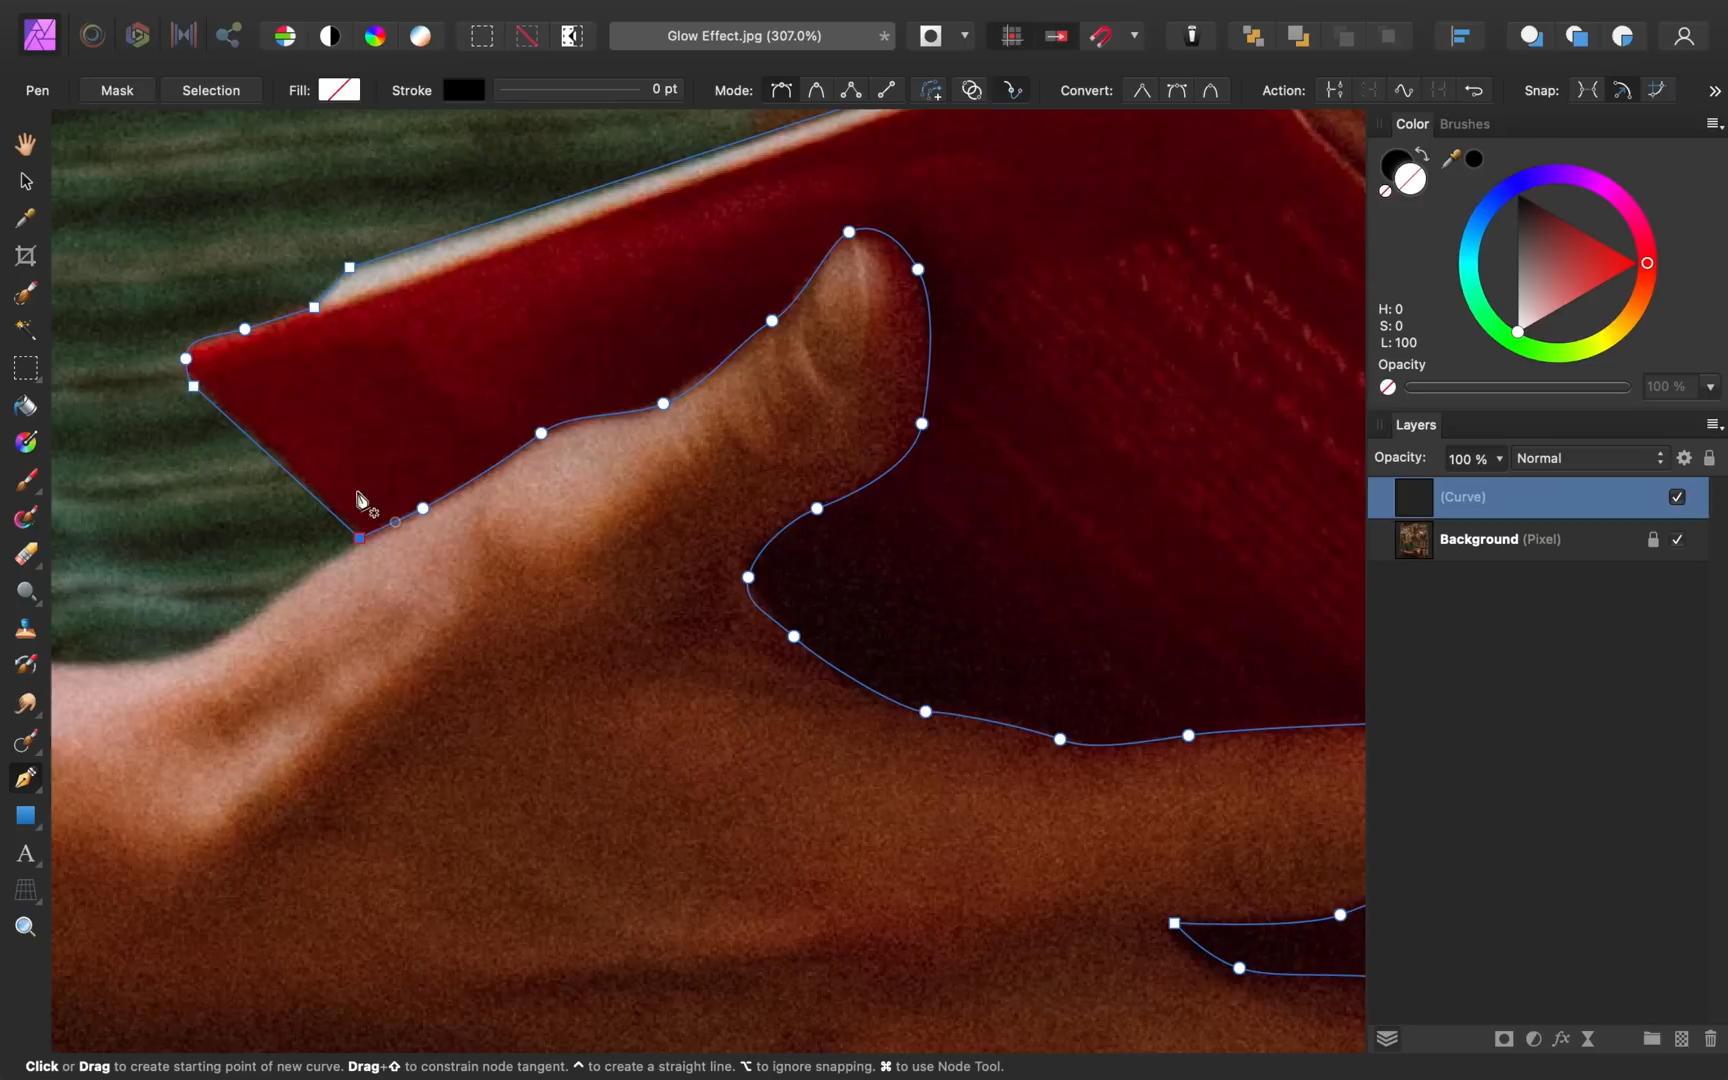 Glow Effect.jpg (307.0%)
*
Pen
Mask
Selection
Fill:
Stroke
0 pt
Mode:
Convert:
Action:
Snap:
Color
Brushes
H: 0
S: 0
L: 100
Opacity
100 %
Layers
Opacity:
100 %
Normal
(Curve)
Background (Pixel)
A
fx
Click or Drag to create starting point of new curve. Drag+⇧ to constrain node tangent. ^ to create a straight line. ⌥ to ignore snapping. ⌘ to use Node Tool.